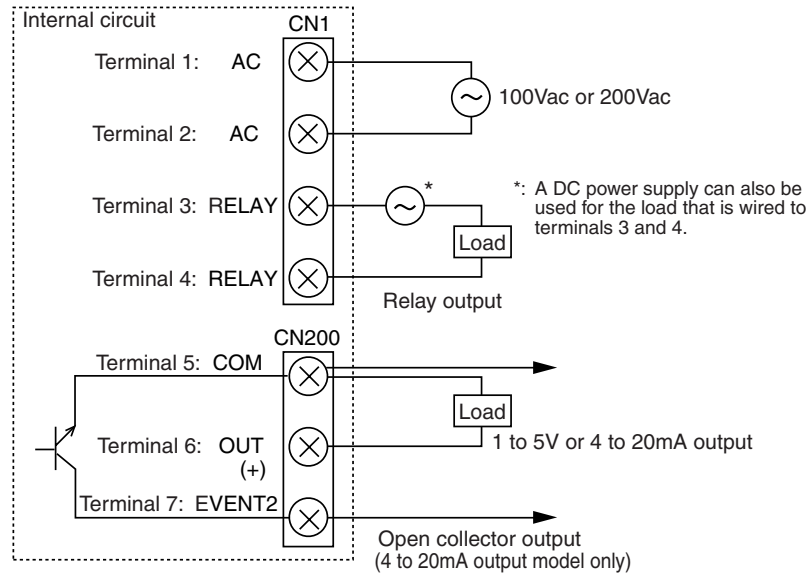 Internal circuit
CN1
Terminal 1: AC
100Vac or 200Vac
Terminal 2: AC
Terminal 3: RELAY
*
*: A DC power supply can also be
used for the load that is wired to
terminals 3 and 4.
Load
Terminal 4: RELAY
Relay output
CN200
Terminal 5: COM
Load
Terminal 6: OUT
(+)
1 to 5V or 4 to 20mA output
Terminal 7: EVENT2
Open collector output
(4 to 20mA output model only)